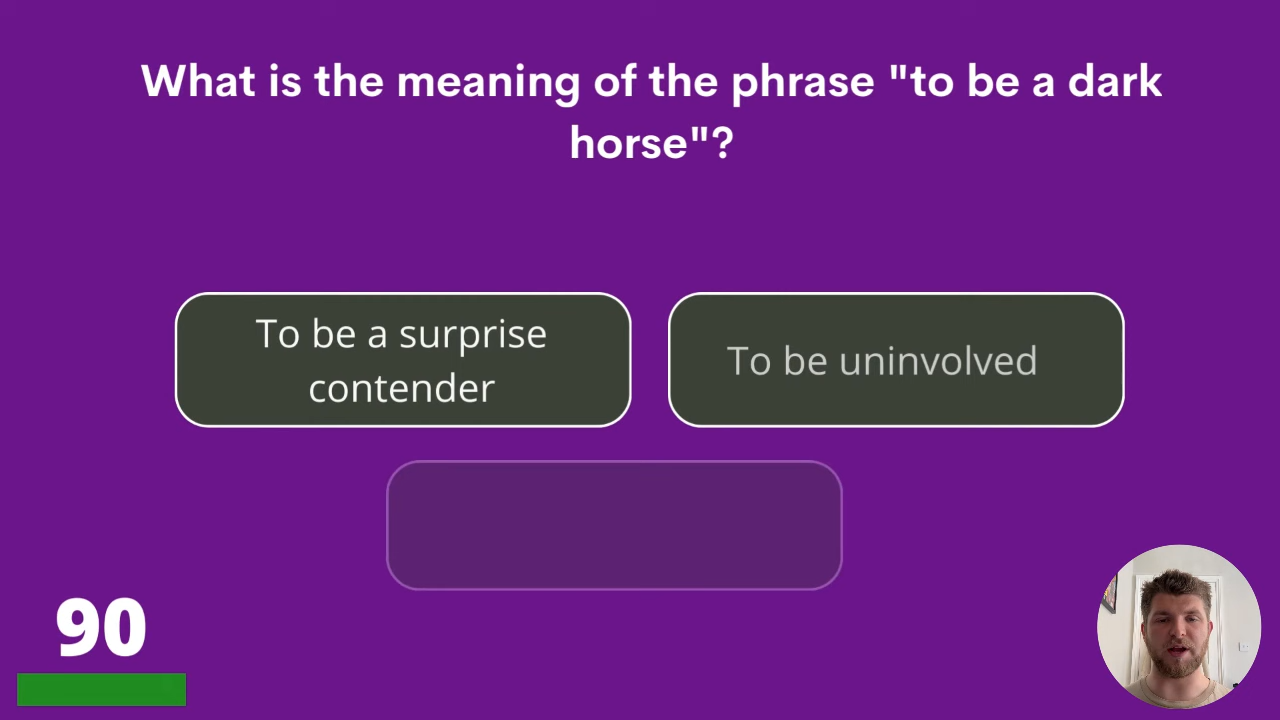 What is the meaning of the phrase "to be a dark
horse"?
To be a surprise
contender
To be uninvolved
90